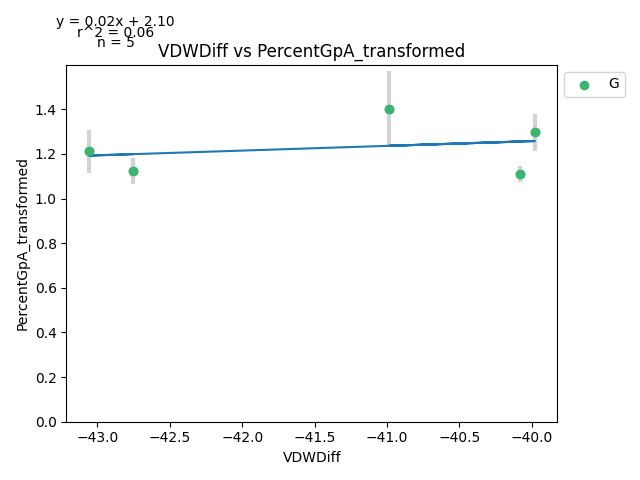 y = 0.02x + 2.10
r^2 = 0.06
n = 5
VDWDiff vs PercentGpA_transformed
G
PercentGpA_transformed
1.4
1.2
1.0
0.8
0.6
0.4
0.2
0.0
−43.0 −42.5 −42.0 −41.5 −41.0 −40.5 −40.0
VDWDiff